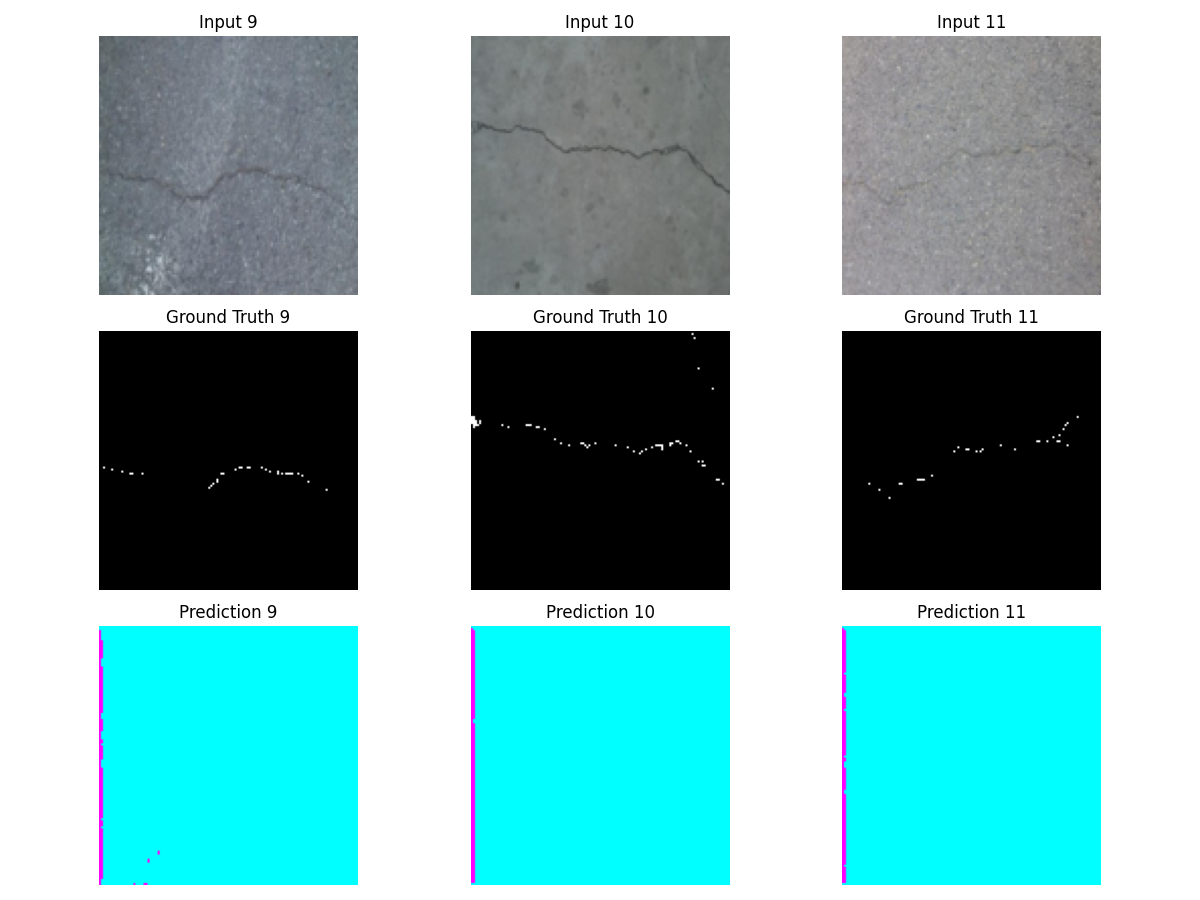 Input 9
Input 10
Input 11
Ground Truth 9
Ground Truth 10
Ground Truth 11
Prediction 9
Prediction 10
Prediction 11